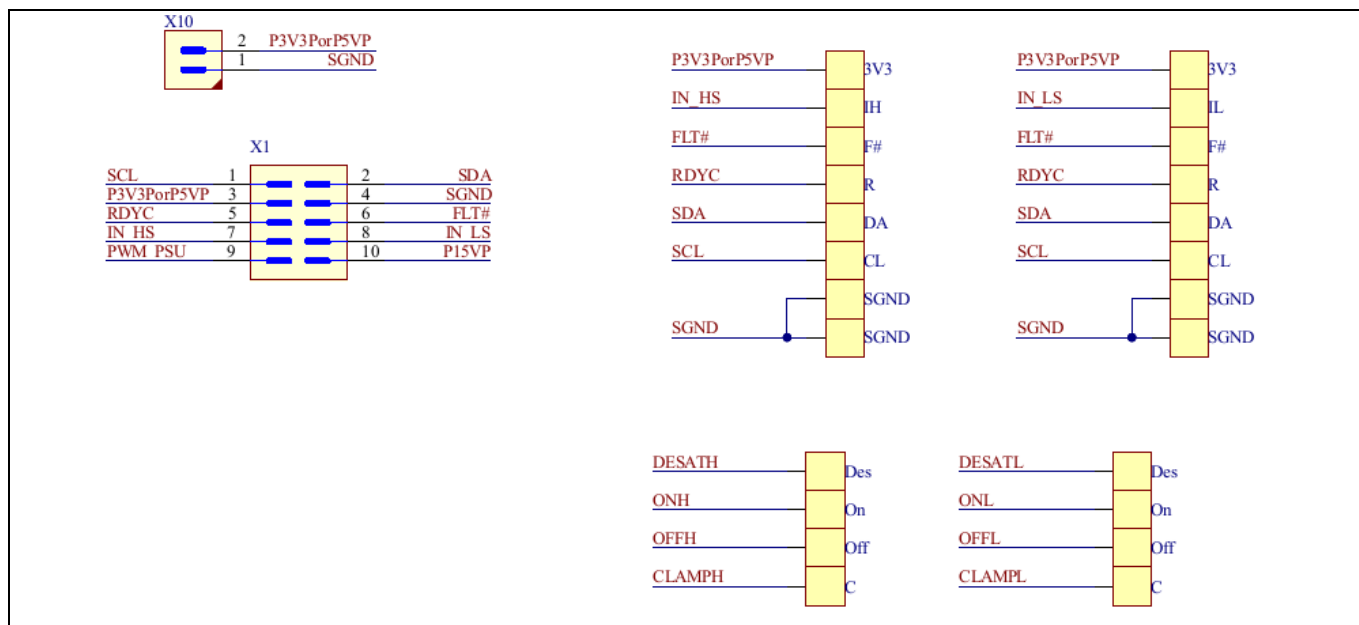 X10
2 P3V3PorP5VP
1 SGND
X1
SCL 1 2 SDA
P3V3PorP5VP 3 4 SGND
RDYC 5 6 FLT#
IN_HS 7 8 IN_LS
PWM_PSU 9 10 P15VP
P3V3PorP5VP 3V3
IN_HS IH
FLT# F#
RDYC R
SDA DA
SCL CL
SGND
SGND SGND
P3V3PorP5VP 3V3
IN_LS IL
FLT# F#
RDYC R
SDA DA
SCL CL
SGND
SGND SGND
DESATH Des
ONH On
OFFH Off
CLAMPH C
DESATL Des
ONL On
OFFL Off
CLAMPL C